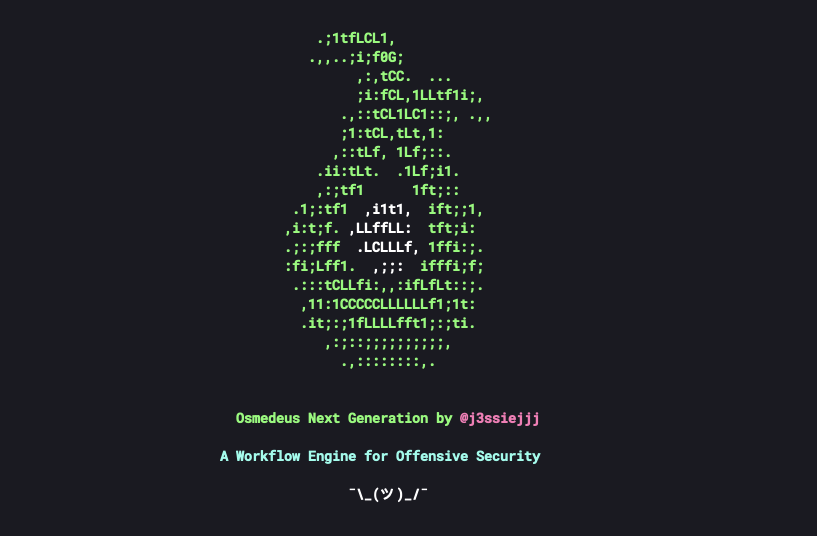 .;1tfLCL1,
.,,..;i;f0G;
,:,tCC.  ...
;i:fCL,1LLtf1i;,
.,::tCL1LC1::;, .,,
;1:tCL,tLt,1:
,::tLf, 1Lf;::.
.ii:tLt.  .1Lf;i1.
,:;tf1      1ft;::
.1;:tf1  ,i1t1,  ift;;1,
,i:t;f. ,LLffLL:  tft;i:
.;:;fff  .LCLLLf, 1ffi:;.
:fi;Lff1.  ,;;:  ifffi;f;
.:::tCLLfi:,,:ifLfLt::;.
,11:1CCCCCLLLLLLf1;1t:
.it;:;1fLLLLfft1;:;ti.
,:;::;;;;;;;;;;,
.,::::::::,.
Osmedeus Next Generation by @j3ssiejjj
A Workflow Engine for Offensive Security
¯\_(ツ)_/¯